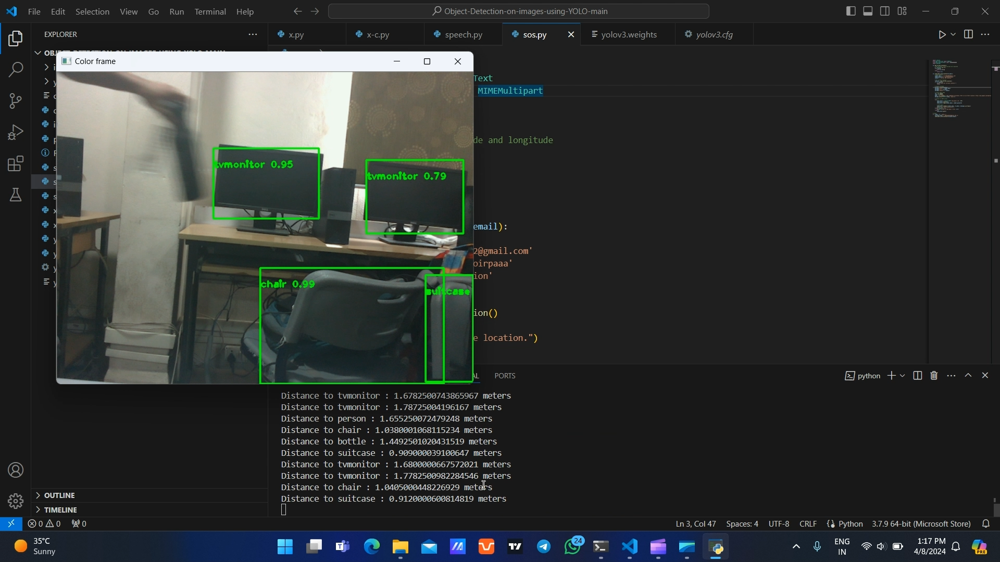 File Edit Selection View Go Run Terminal Help
Object-Detection-on-images-using-YOLO-main
EXPLORER
x.py
x-c.py
speech.py
sos.py
yolov3.weights
yolov3.cfg
Color frame
Text
MIMEMultipart
de and longitude
email):
2@gmail.com'
oirpaaa'
ion'
ion()
e location.")
tvmonitor 0.95
tvmonitor 0.79
chair 0.99
suitcase
PORTS
python
Distance to tvmonitor : 1.6782500743865967 meters
Distance to tvmonitor : 1.78725004196167 meters
Distance to person : 1.655250072479248 meters
Distance to chair : 1.0380001068115234 meters
Distance to bottle : 1.4492501020431519 meters
Distance to suitcase : 0.909000039100647 meters
Distance to tvmonitor : 1.6800000667572021 meters
Distance to tvmonitor : 1.7782500982284546 meters
Distance to chair : 1.0405000448226929 meters
Distance to suitcase : 0.9120000600814819 meters
OUTLINE
TIMELINE
0 0 0
Ln 3, Col 47 Spaces: 4 UTF-8 CRLF Python 3.7.9 64-bit (Microsoft Store)
35°C
Sunny
24
ENG
IN
1:17 PM
4/8/2024
PRE